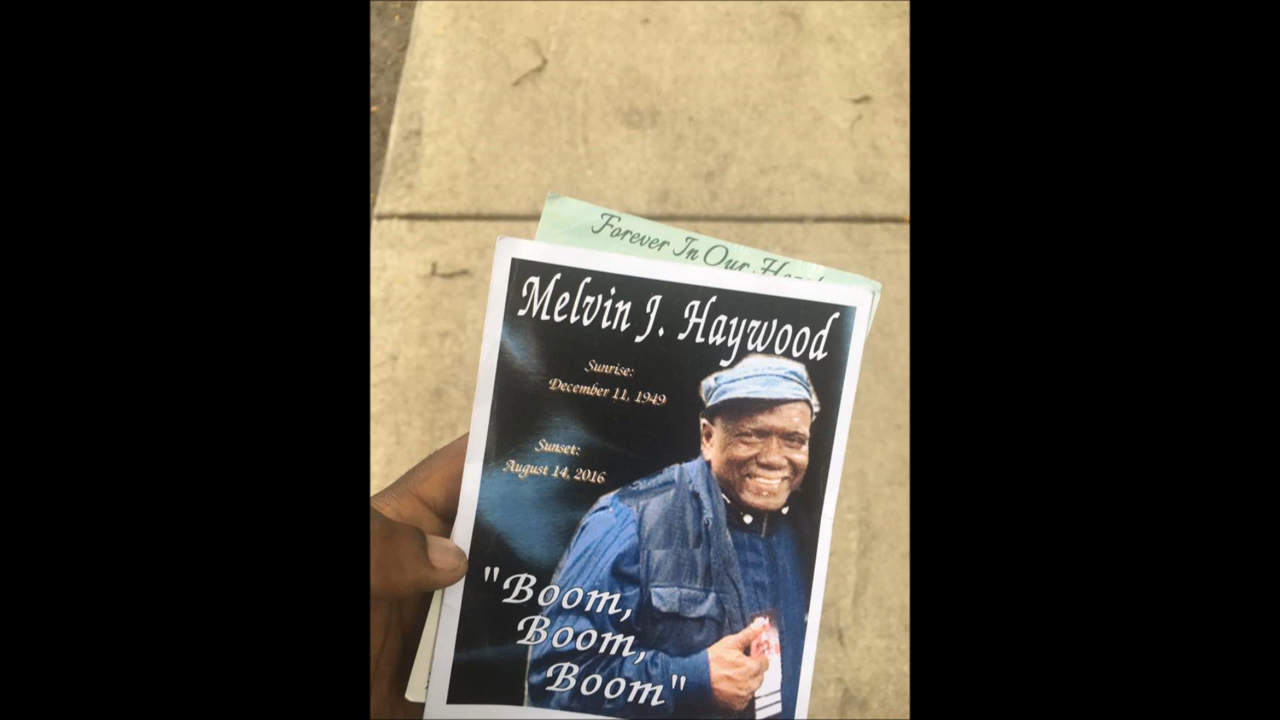 Forever In Our
Melvin J. Haywood
Sunrise:
December 11, 1949
Sunset:
August 14, 2016
"Boom,
Boom,
Boom"